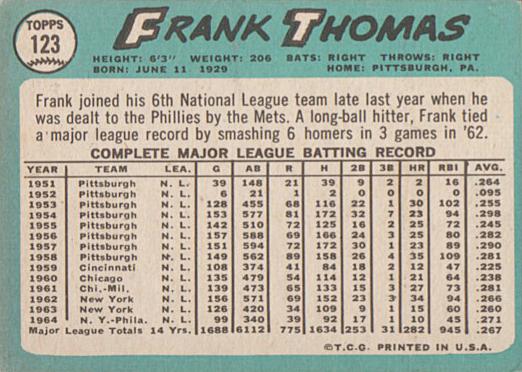 TOPPS
123
FRANK THOMAS
HEIGHT: 6'3" WEIGHT: 206 BATS: RIGHT THROWS: RIGHT
BORN: JUNE 11 1929 HOME: PITTSBURGH, PA.
Frank joined his 6th National League team late last year when he
was dealt to the Phillies by the Mets. A long-ball hitter, Frank tied
a major league record by smashing 6 homers in 3 games in '62.
COMPLETE MAJOR LEAGUE BATTING RECORD
YEAR TEAM LEA. G AB R H 2B 3B HR RBI AVG.
1951 Pittsburgh N. L. 39 148 21 39 9 2 2 16 .264
1952 Pittsburgh N. L. 6 21 1 2 0 0 0 0 .095
1953 Pittsburgh N. L. 128 455 68 116 22 1 30 102 .255
1954 Pittsburgh N. L. 153 577 81 172 32 7 23 94 .298
1955 Pittsburgh N. L. 142 510 72 125 16 2 25 72 .245
1956 Pittsburgh N. L. 157 588 69 166 24 3 25 80 .282
1957 Pittsburgh N. L. 151 594 72 172 30 1 23 89 .290
1958 Pittsburgh N. L. 149 562 89 158 26 4 35 109 .281
1959 Cincinnati N. L. 108 374 41 84 18 2 12 47 .225
1960 Chicago N. L. 135 479 54 114 12 1 21 64 .238
1961 Chi.-Mil. N. L. 139 473 65 133 15 3 27 73 .281
1962 New York N. L. 156 571 69 152 23 3 34 94 .266
1963 New York N. L. 126 420 34 109 9 1 15 60 .260
1964 N. Y.-Phila. N. L. 99 340 39 92 17 1 10 45 .271
Major League Totals 14 Yrs. 1688 6112 775 1634 253 31 282 945 .267
©T.C.G. PRINTED IN U.S.A.